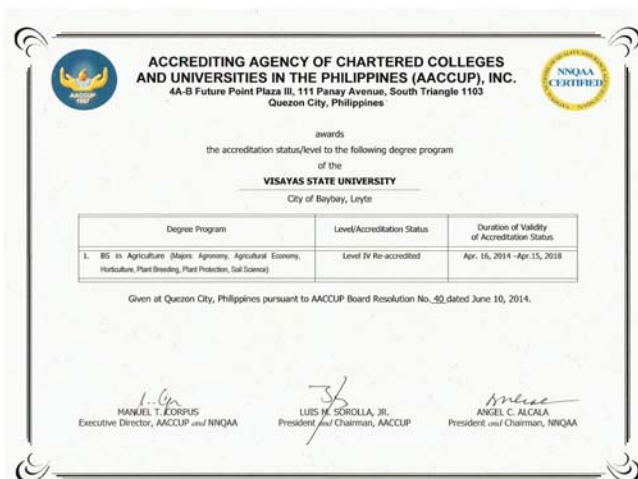 ACCREDITING AGENCY OF CHARTERED COLLEGES
AND UNIVERSITIES IN THE PHILIPPINES (AACCUP), INC.
4A-B Future Point Plaza III, 111 Panay Avenue, South Triangle 1103
Quezon City, Philippines
AACCUP
1987
NNQAA
CERTIFIED
awards
the accreditation status/level to the following degree program
of the
VISAYAS STATE UNIVERSITY
City of Baybay, Leyte
Degree Program
Level/Accreditation Status
Duration of Validity
of Accreditation Status
1. BS in Agriculture (Majors: Agronomy, Agricultural Economy,
Horticulture, Plant Breeding, Plant Protection, Soil Science)
Level IV Re-accredited
Apr. 16, 2014 –Apr.15, 2018
Given at Quezon City, Philippines pursuant to AACCUP Board Resolution No. 40 dated June 10, 2014.
MANUEL T. CORPUS
Executive Director, AACCUP and NNQAA
LUIS M. SOROLLA, JR.
President and Chairman, AACCUP
ANGEL C. ALCALA
President and Chairman, NNQAA